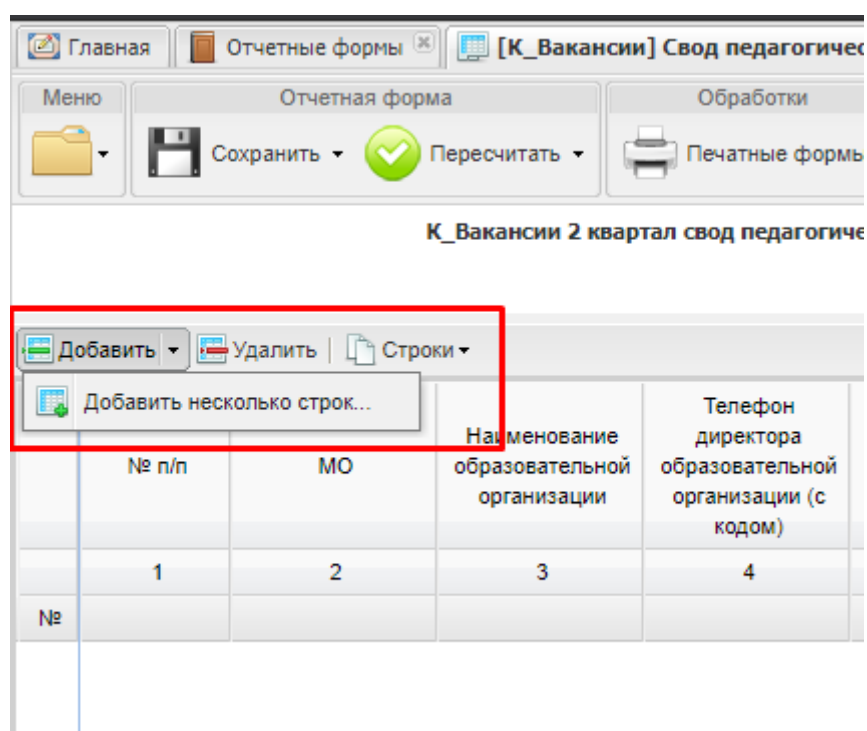 Главная
Отчетные формы
[К_Вакансии] Свод педагогичес
Меню
Отчетная форма
Обработки
Сохранить
Пересчитать
Печатные формы
К_Вакансии 2 квартал свод педагогиче
Добавить
Удалить
Строки
Добавить несколько строк...
№ п/п
МО
Наименование
образовательной
организации
Телефон
директора
образовательной
организации (с
кодом)
1
2
3
4
№